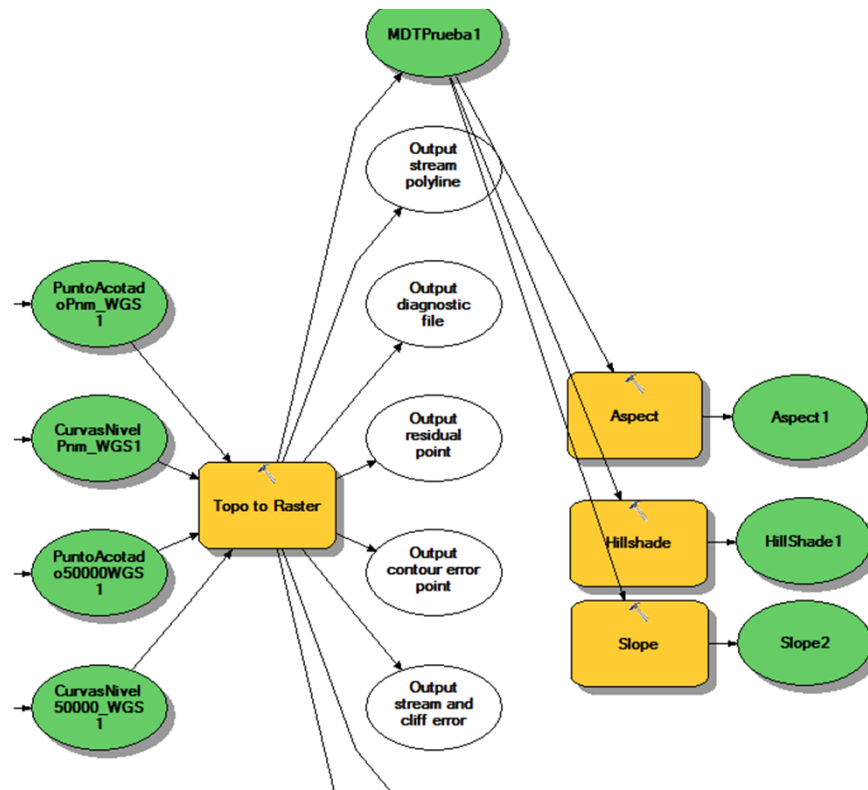 MDTPrueba1
Output
stream
polyline
PuntoAcotad
oPnm_WGS
1
Output
diagnostic
file
CurvasNivel
Pnm_WGS1
Output
residual
point
Aspect
Aspect1
Topo to Raster
PuntoAcotad
o50000WGS
1
Output
contour error
point
Hillshade
HillShade1
CurvasNivel
50000_WGS
1
Output
stream and
cliff error
Slope
Slope2